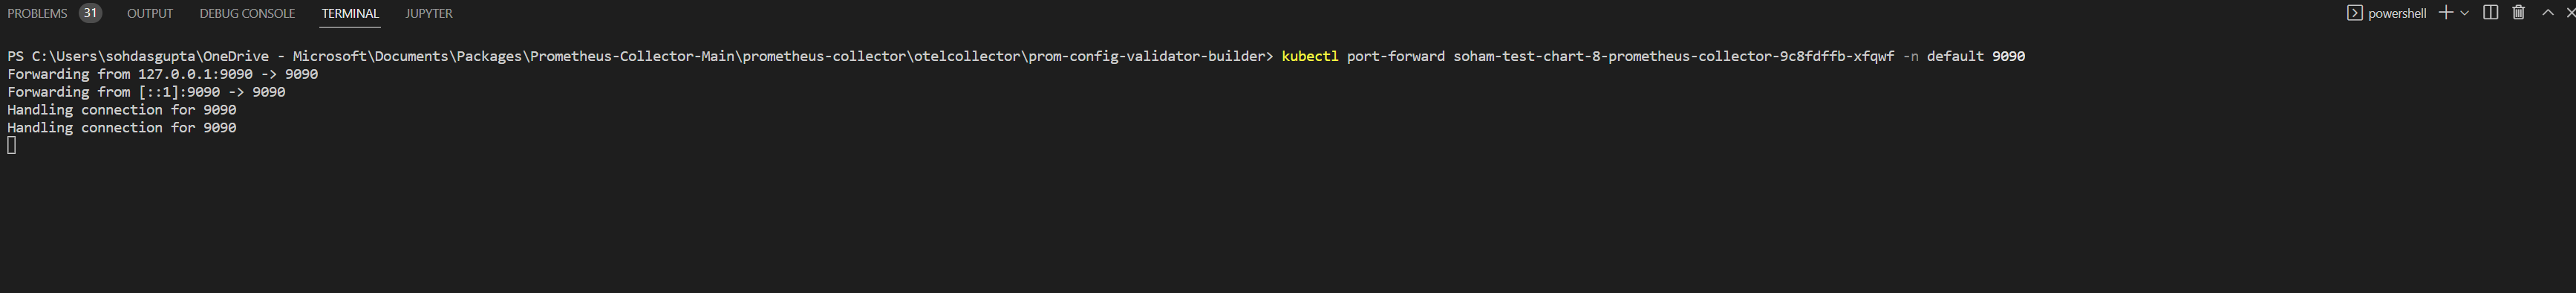 PROBLEMS 31 OUTPUT DEBUG CONSOLE TERMINAL JUPYTER powershell
PS C:\Users\sohdasgupta\OneDrive - Microsoft\Documents\Packages\Prometheus-Collector-Main\prometheus-collector\otelcollector\prom-config-validator-builder> kubectl port-forward soham-test-chart-8-prometheus-collector-9c8fdffb-xfqwf -n default 9090
Forwarding from 127.0.0.1:9090 -> 9090
Forwarding from [::1]:9090 -> 9090
Handling connection for 9090
Handling connection for 9090